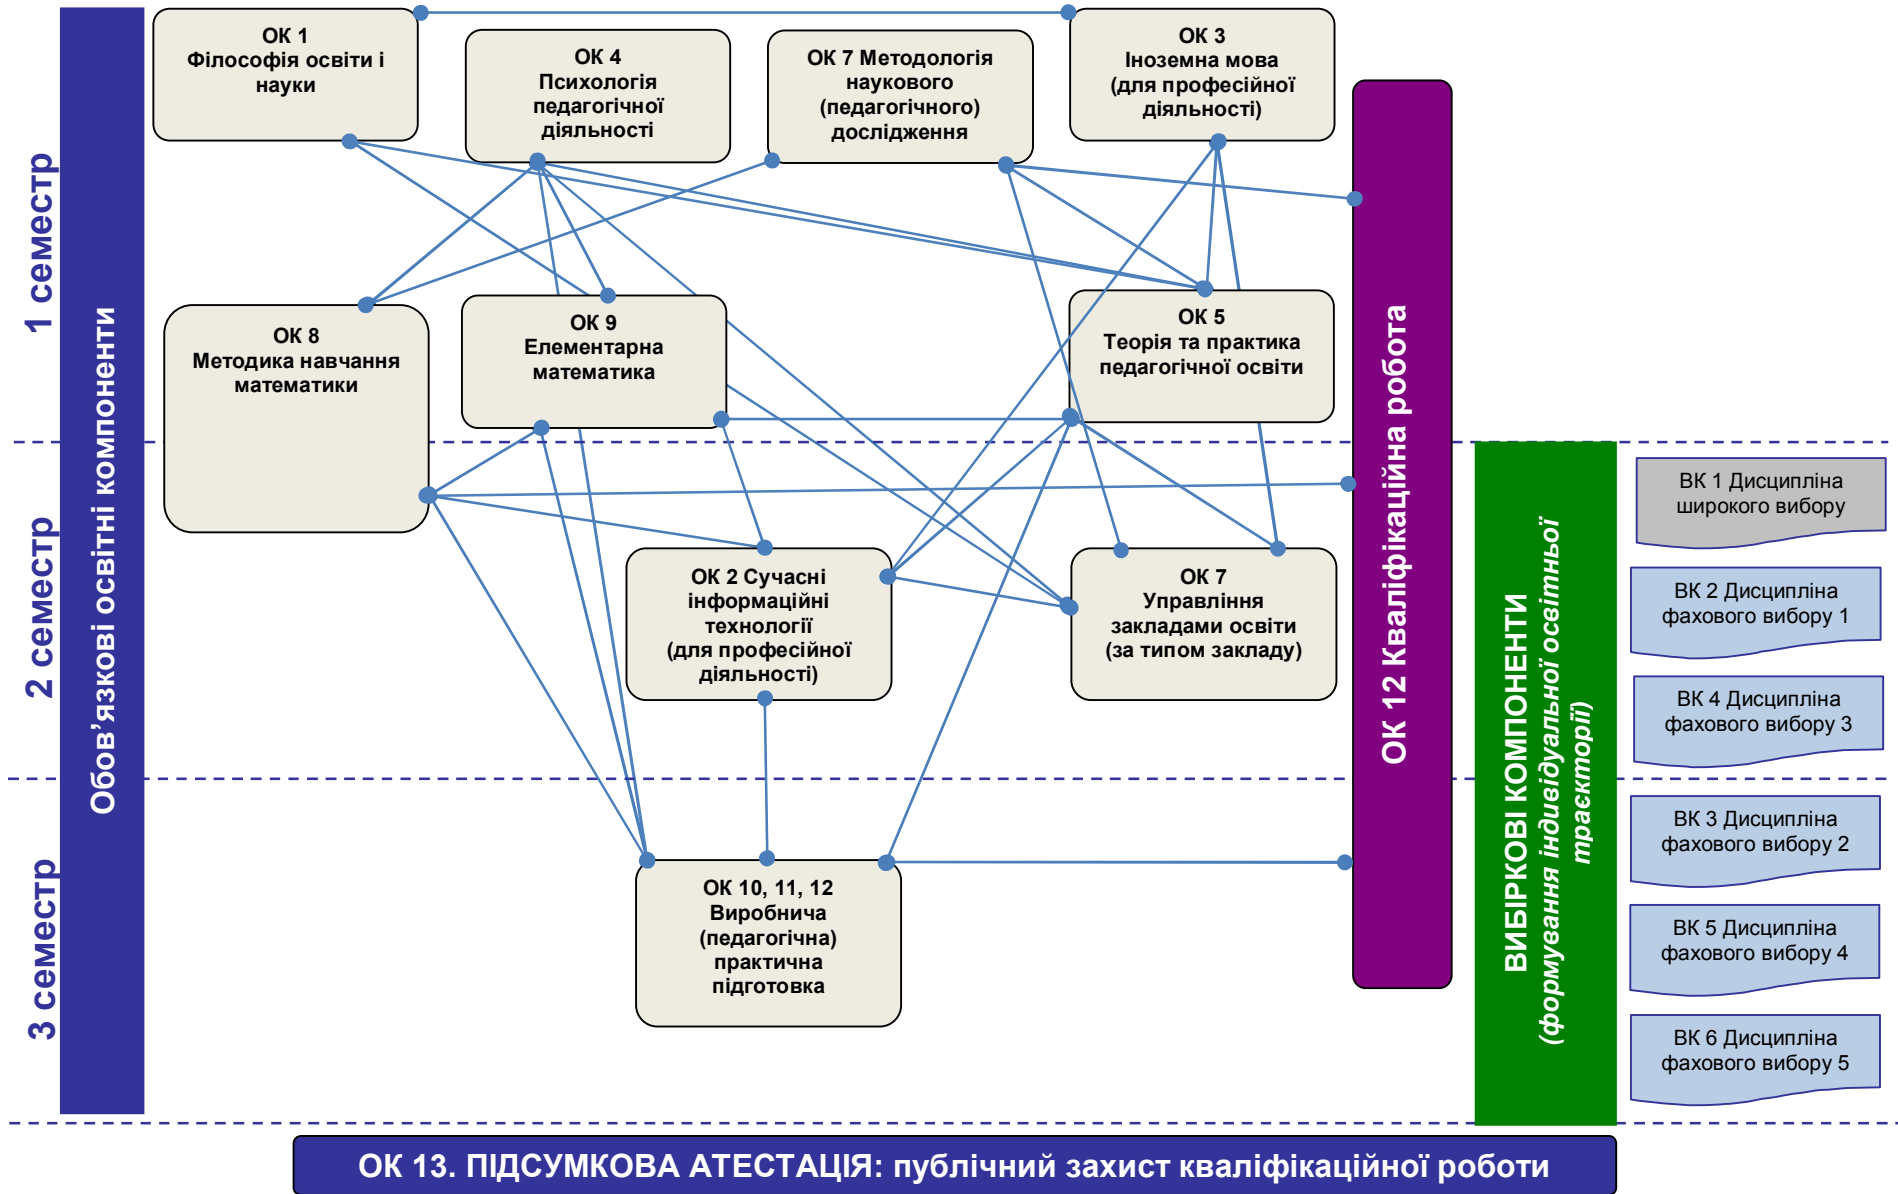 1 семестр
2 семестр
3 семестр
Обов’язкові освітні компоненти
ОК 1
Філософія освіти і
науки
ОК 4
Психологія
педагогічної
діяльності
ОК 7 Методологія
наукового
(педагогічного)
дослідження
ОК 3
Іноземна мова
(для професійної
діяльності)
ОК 8
Методика навчання
математики
ОК 9
Елементарна
математика
ОК 5
Теорія та практика
педагогічної освіти
ОК 2 Сучасні
інформаційні
технології
(для професійної
діяльності)
ОК 7
Управління
закладами освіти
(за типом закладу)
ОК 10, 11, 12
Виробнича
(педагогічна)
практична
підготовка
ОК 12 Кваліфікаційна робота
ВИБІРКОВІ КОМПОНЕНТИ
(формування індивідуальної освітньої
траєкторії)
ВК 1 Дисципліна
широкого вибору
ВК 2 Дисципліна
фахового вибору 1
ВК 4 Дисципліна
фахового вибору 3
ВК 3 Дисципліна
фахового вибору 2
ВК 5 Дисципліна
фахового вибору 4
ВК 6 Дисципліна
фахового вибору 5
ОК 13. ПІДСУМКОВА АТЕСТАЦІЯ: публічний захист кваліфікаційної роботи